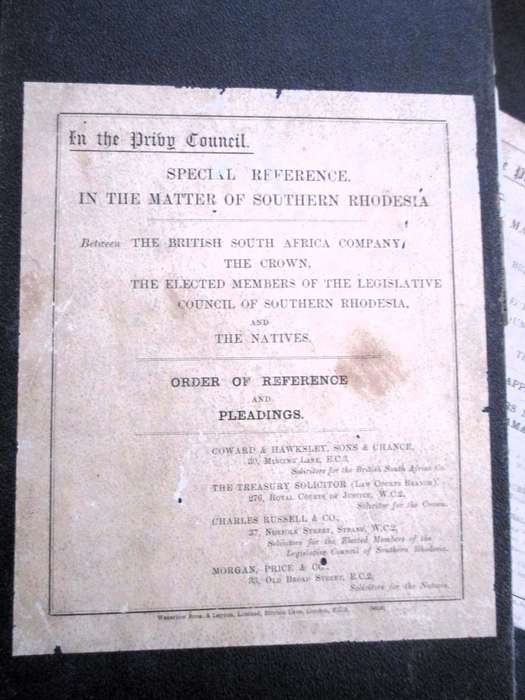 In the Privy Council.
SPECIAL REFERENCE.
IN THE MATTER OF SOUTHERN RHODESIA
Between THE BRITISH SOUTH AFRICA COMPANY,
THE CROWN,
THE ELECTED MEMBERS OF THE LEGISLATIVE
COUNCIL OF SOUTHERN RHODESIA,
AND
THE NATIVES.
ORDER OF REFERENCE
AND
PLEADINGS.
COWARD & HAWKSLEY, SONS & CHANCE,
30, MINCING LANE, E.C.3,
Solicitors for the British South Africa Co.
THE TREASURY SOLICITOR (LAW COURTS BRANCH),
276, ROYAL COURTS OF JUSTICE, W.C.2,
Solicitor for the Crown.
CHARLES RUSSELL & CO.,
37, NORFOLK STREET, STRAND, W.C.2,
Solicitors for the Elected Members of the
Legislative Council of Southern Rhodesia.
MORGAN, PRICE & CO.,
33, OLD BROAD STREET, E.C.2,
Solicitors for the Natives.